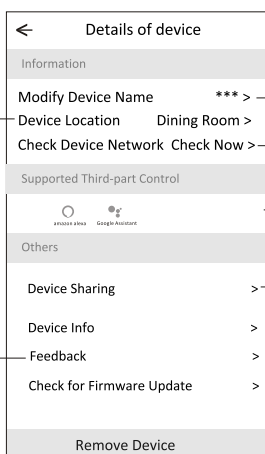 Details of device
Information
Modify Device Name *** >
Device Location Dining Room >
Check Device Network Check Now >
Supported Third-part Control
amazon alexa Google Assistant
Others
Device Sharing >
Device Info >
Feedback >
Check for Firmware Update >
Remove Device